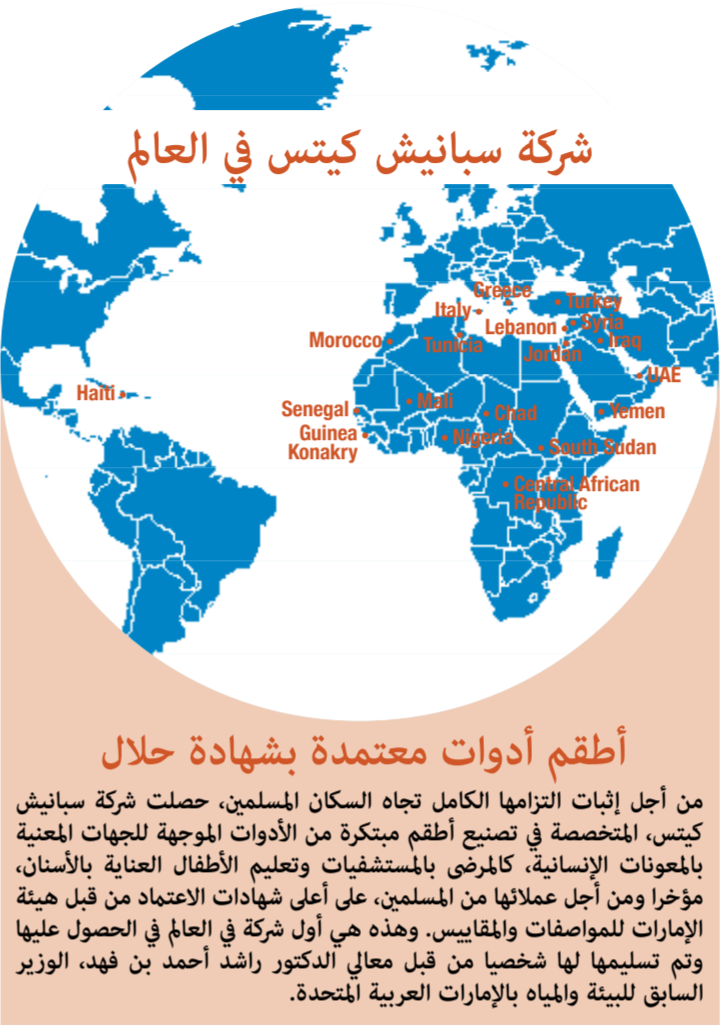 شركة سبانيش كيتس في العالم
Greece
Turkey
Italy
Syria
Lebanon
Morocco
Tunicia
Iraq
Jordan
UAE
Haití
Mali
Senegal
Chad
Yemen
Guinea
Konakry
Nigeria
South Sudan
Central African
Republic
أطقم أدوات معتمدة بشهادة حلال
من أجل إثبات التزامها الكامل تجاه السكان المسلمين، حصلت شركة سبانيش
كيتس، المتخصصة في تصنيع أطقم مبتكرة من الأدوات الموجهة للجهات المعنية
بالمعونات الإنسانية، كالمرضى بالمستشفيات وتعليم الأطفال العناية بالأسنان،
مؤخرا ومن أجل عملائها من المسلمين، على أعلى شهادات الاعتماد من قبل هيئة
الإمارات للمواصفات والمقاييس. وهذه هي أول شركة في العالم في الحصول عليها
وتم تسليمها لها شخصيا من قبل معالي الدكتور راشد أحمد بن فهد، الوزير
السابق للبيئة والمياه بالإمارات العربية المتحدة.